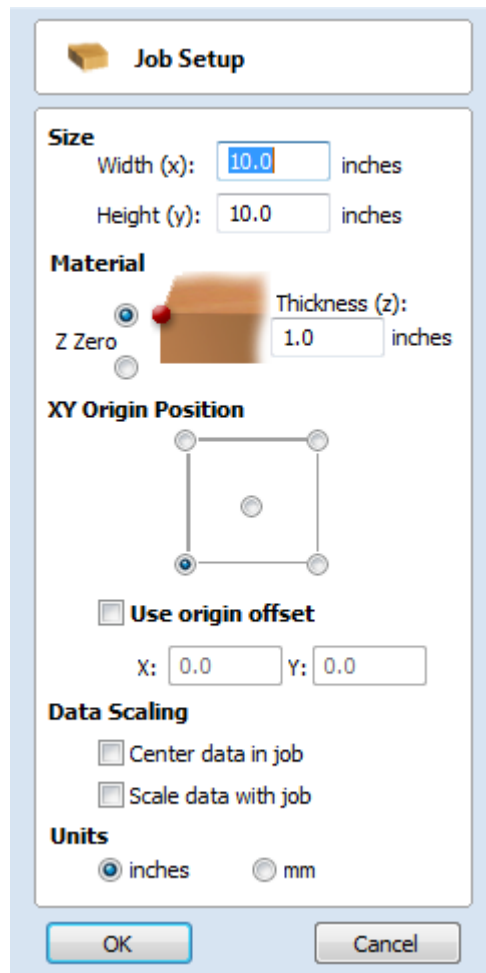 Job Setup
Size
Width (x): 10.0 inches
Height (y): 10.0 inches
Material
Thickness (z):
Z Zero 1.0 inches
XY Origin Position
Use origin offset
X: 0.0 Y: 0.0
Data Scaling
Center data in job
Scale data with job
Units
inches mm
OK Cancel